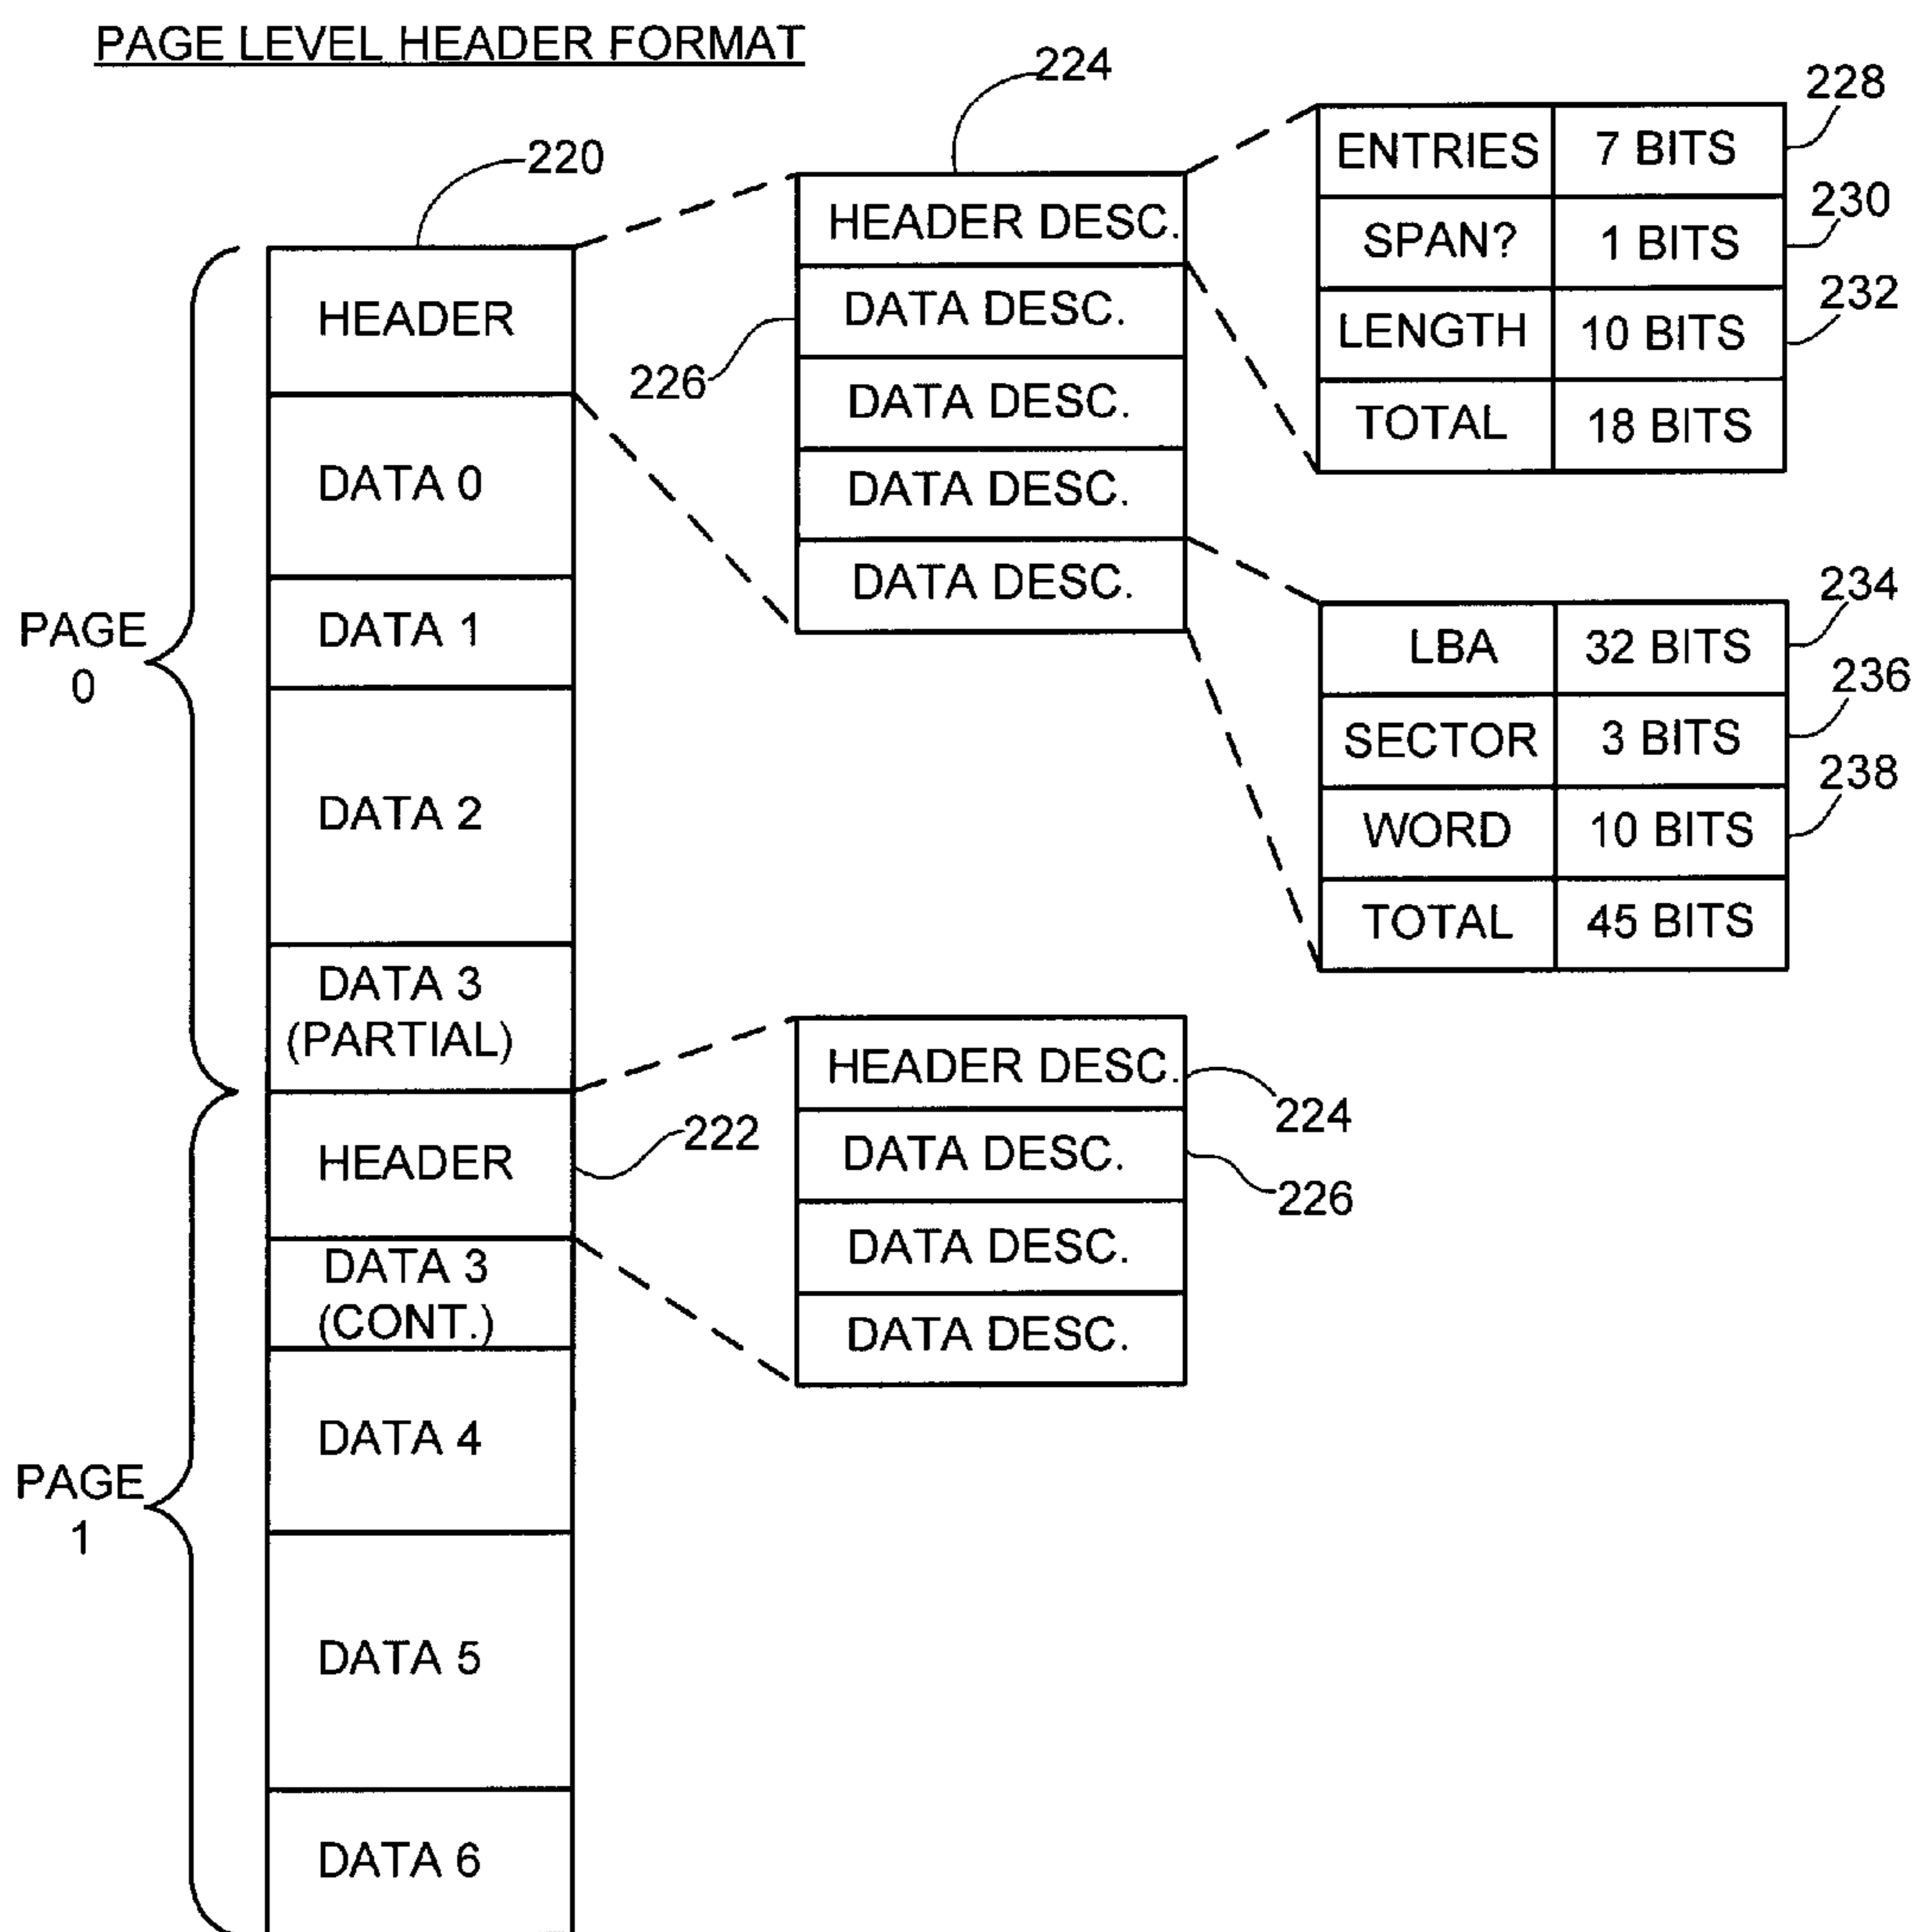 PAGE LEVEL HEADER FORMAT
224
228
220
ENTRIES 7 BITS
230
SPAN? 1 BITS
232
LENGTH 10 BITS
TOTAL 18 BITS
HEADER DESC.
DATA DESC.
226
DATA DESC.
DATA DESC.
DATA DESC.
HEADER
DATA 0
DATA 1
DATA 2
DATA 3
(PARTIAL)
PAGE
0
234
LBA 32 BITS
236
SECTOR 3 BITS
238
WORD 10 BITS
TOTAL 45 BITS
HEADER DESC.
224
DATA DESC.
226
DATA DESC.
DATA DESC.
222
HEADER
DATA 3
(CONT.)
DATA 4
DATA 5
DATA 6
PAGE
1